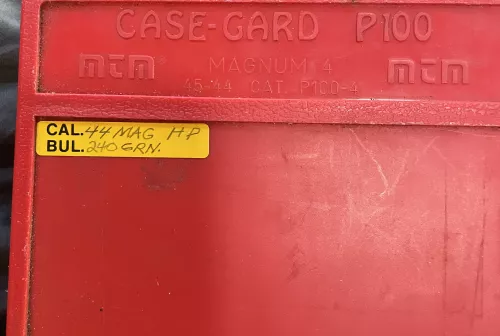 CASE-GARD P100
mtm MAGNUM 4 mtm
45-44 CAT. P100-4
CAL. 44 MAG HP
BUL. 240 GRN.